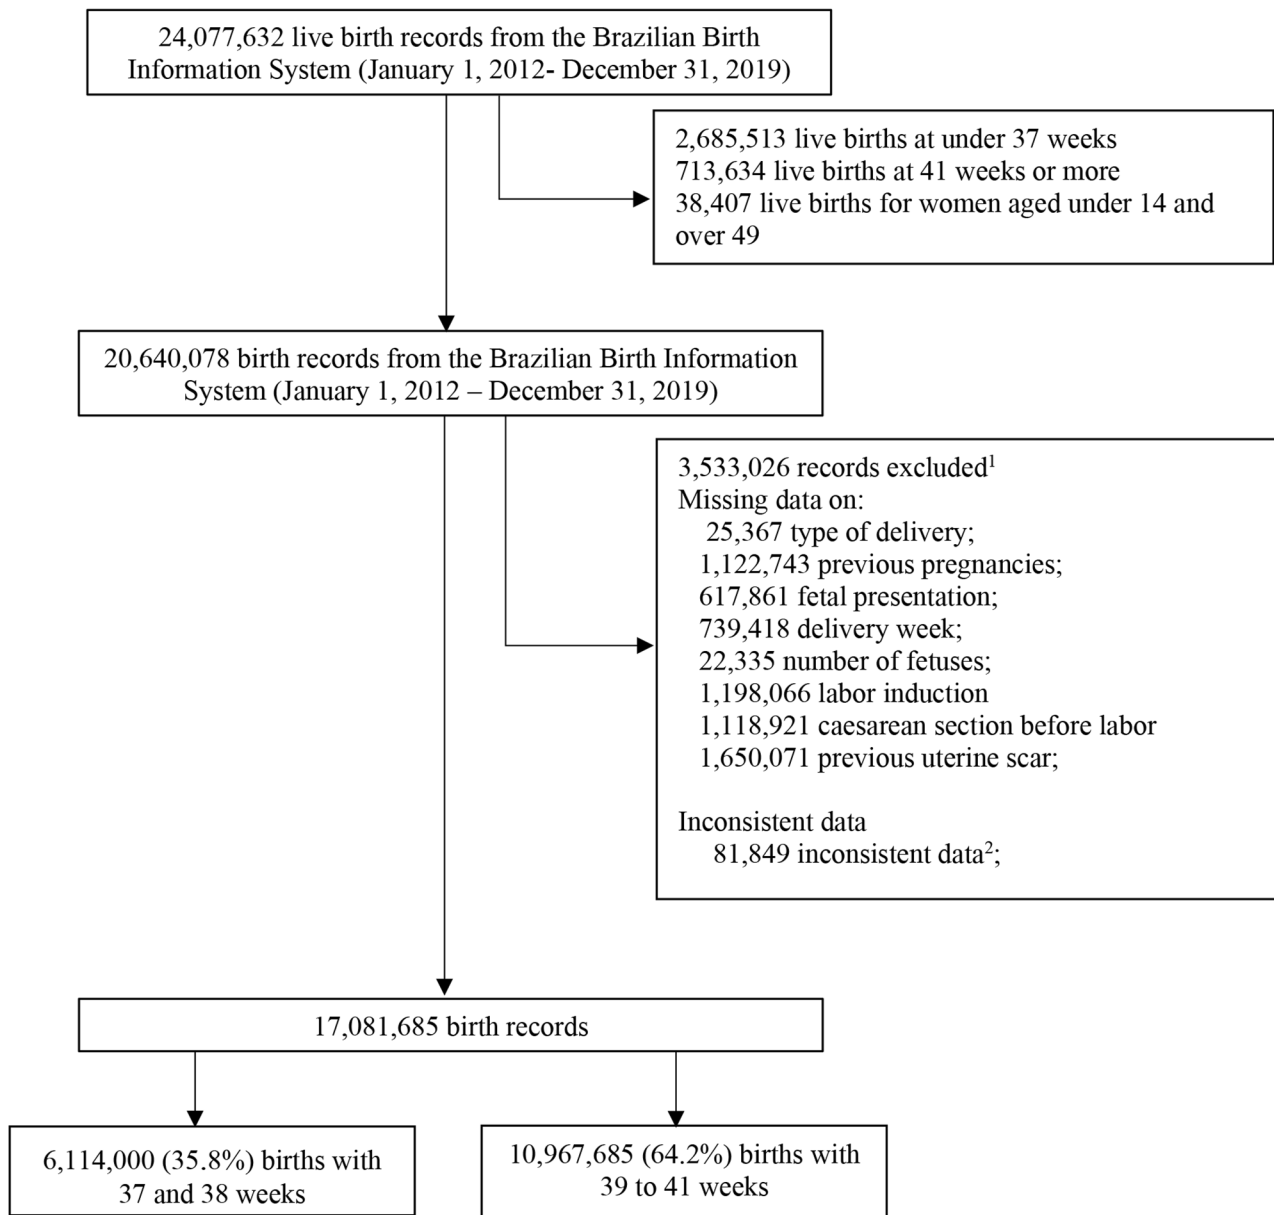 24,077,632 live birth records from the Brazilian Birth
Information System (January 1, 2012- December 31, 2019)
2,685,513 live births at under 37 weeks
713,634 live births at 41 weeks or more
38,407 live births for women aged under 14 and
over 49
20,640,078 birth records from the Brazilian Birth Information
System (January 1, 2012 – December 31, 2019)
3,533,026 records excluded¹
Missing data on:
25,367 type of delivery;
1,122,743 previous pregnancies;
617,861 fetal presentation;
739,418 delivery week;
22,335 number of fetuses;
1,198,066 labor induction
1,118,921 caesarean section before labor
1,650,071 previous uterine scar;
Inconsistent data
81,849 inconsistent data²;
17,081,685 birth records
6,114,000 (35.8%) births with
37 and 38 weeks
10,967,685 (64.2%) births with
39 to 41 weeks